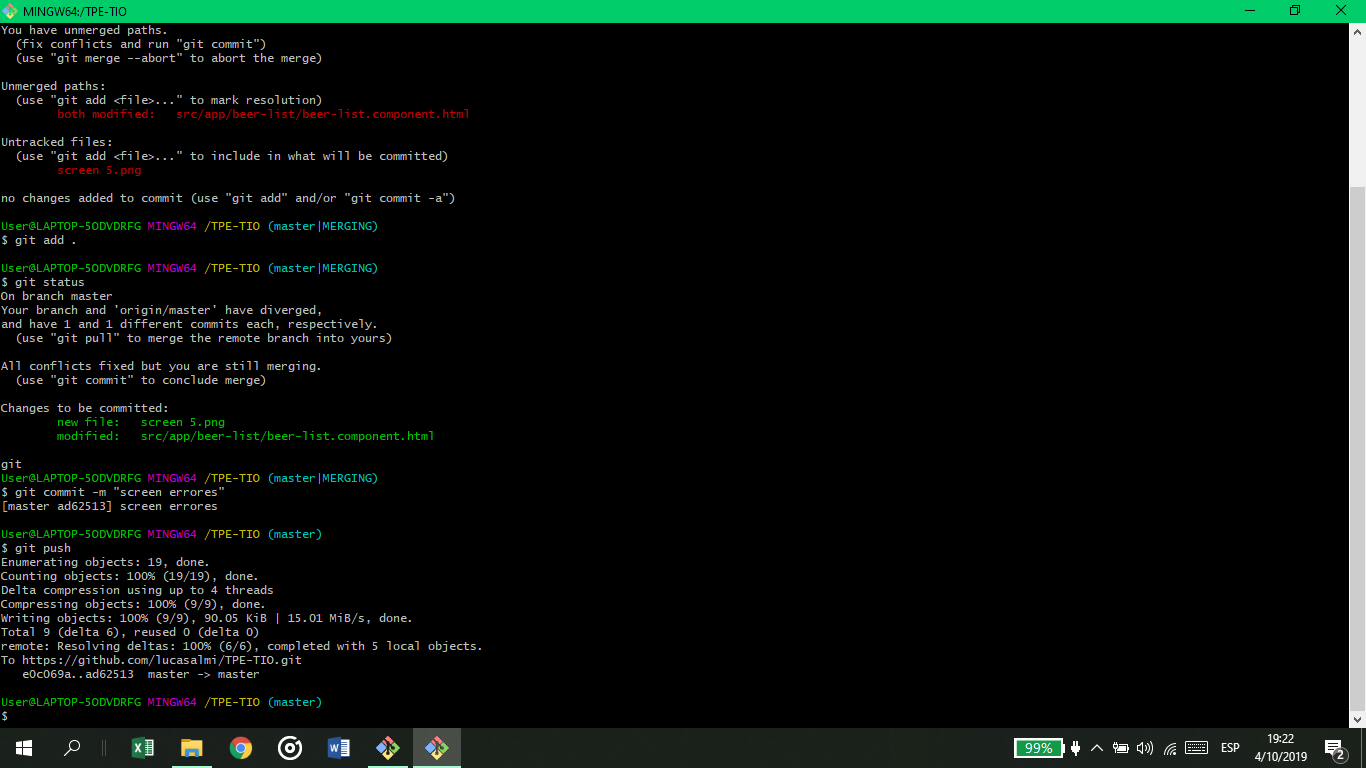 MINGW64:/TPE-TIO
You have unmerged paths.
  (fix conflicts and run "git commit")
  (use "git merge --abort" to abort the merge)

Unmerged paths:
  (use "git add <file>..." to mark resolution)
        both modified:   src/app/beer-list/beer-list.component.html

Untracked files:
  (use "git add <file>..." to include in what will be committed)
        screen 5.png

no changes added to commit (use "git add" and/or "git commit -a")

User@LAPTOP-5ODVDRFG MINGW64 /TPE-TIO (master|MERGING)
$ git add .

User@LAPTOP-5ODVDRFG MINGW64 /TPE-TIO (master|MERGING)
$ git status
On branch master
Your branch and 'origin/master' have diverged,
and have 1 and 1 different commits each, respectively.
  (use "git pull" to merge the remote branch into yours)

All conflicts fixed but you are still merging.
  (use "git commit" to conclude merge)

Changes to be committed:
        new file:   screen 5.png
        modified:   src/app/beer-list/beer-list.component.html

git
User@LAPTOP-5ODVDRFG MINGW64 /TPE-TIO (master|MERGING)
$ git commit -m "screen errores"
[master ad62513] screen errores

User@LAPTOP-5ODVDRFG MINGW64 /TPE-TIO (master)
$ git push
Enumerating objects: 19, done.
Counting objects: 100% (19/19), done.
Delta compression using up to 4 threads
Compressing objects: 100% (9/9), done.
Writing objects: 100% (9/9), 90.05 KiB | 15.01 MiB/s, done.
Total 9 (delta 6), reused 0 (delta 0)
remote: Resolving deltas: 100% (6/6), completed with 5 local objects.
To https://github.com/lucasalmi/TPE-TIO.git
   e0c069a..ad62513  master -> master

User@LAPTOP-5ODVDRFG MINGW64 /TPE-TIO (master)
$
99%
ESP
19:22
4/10/2019
2